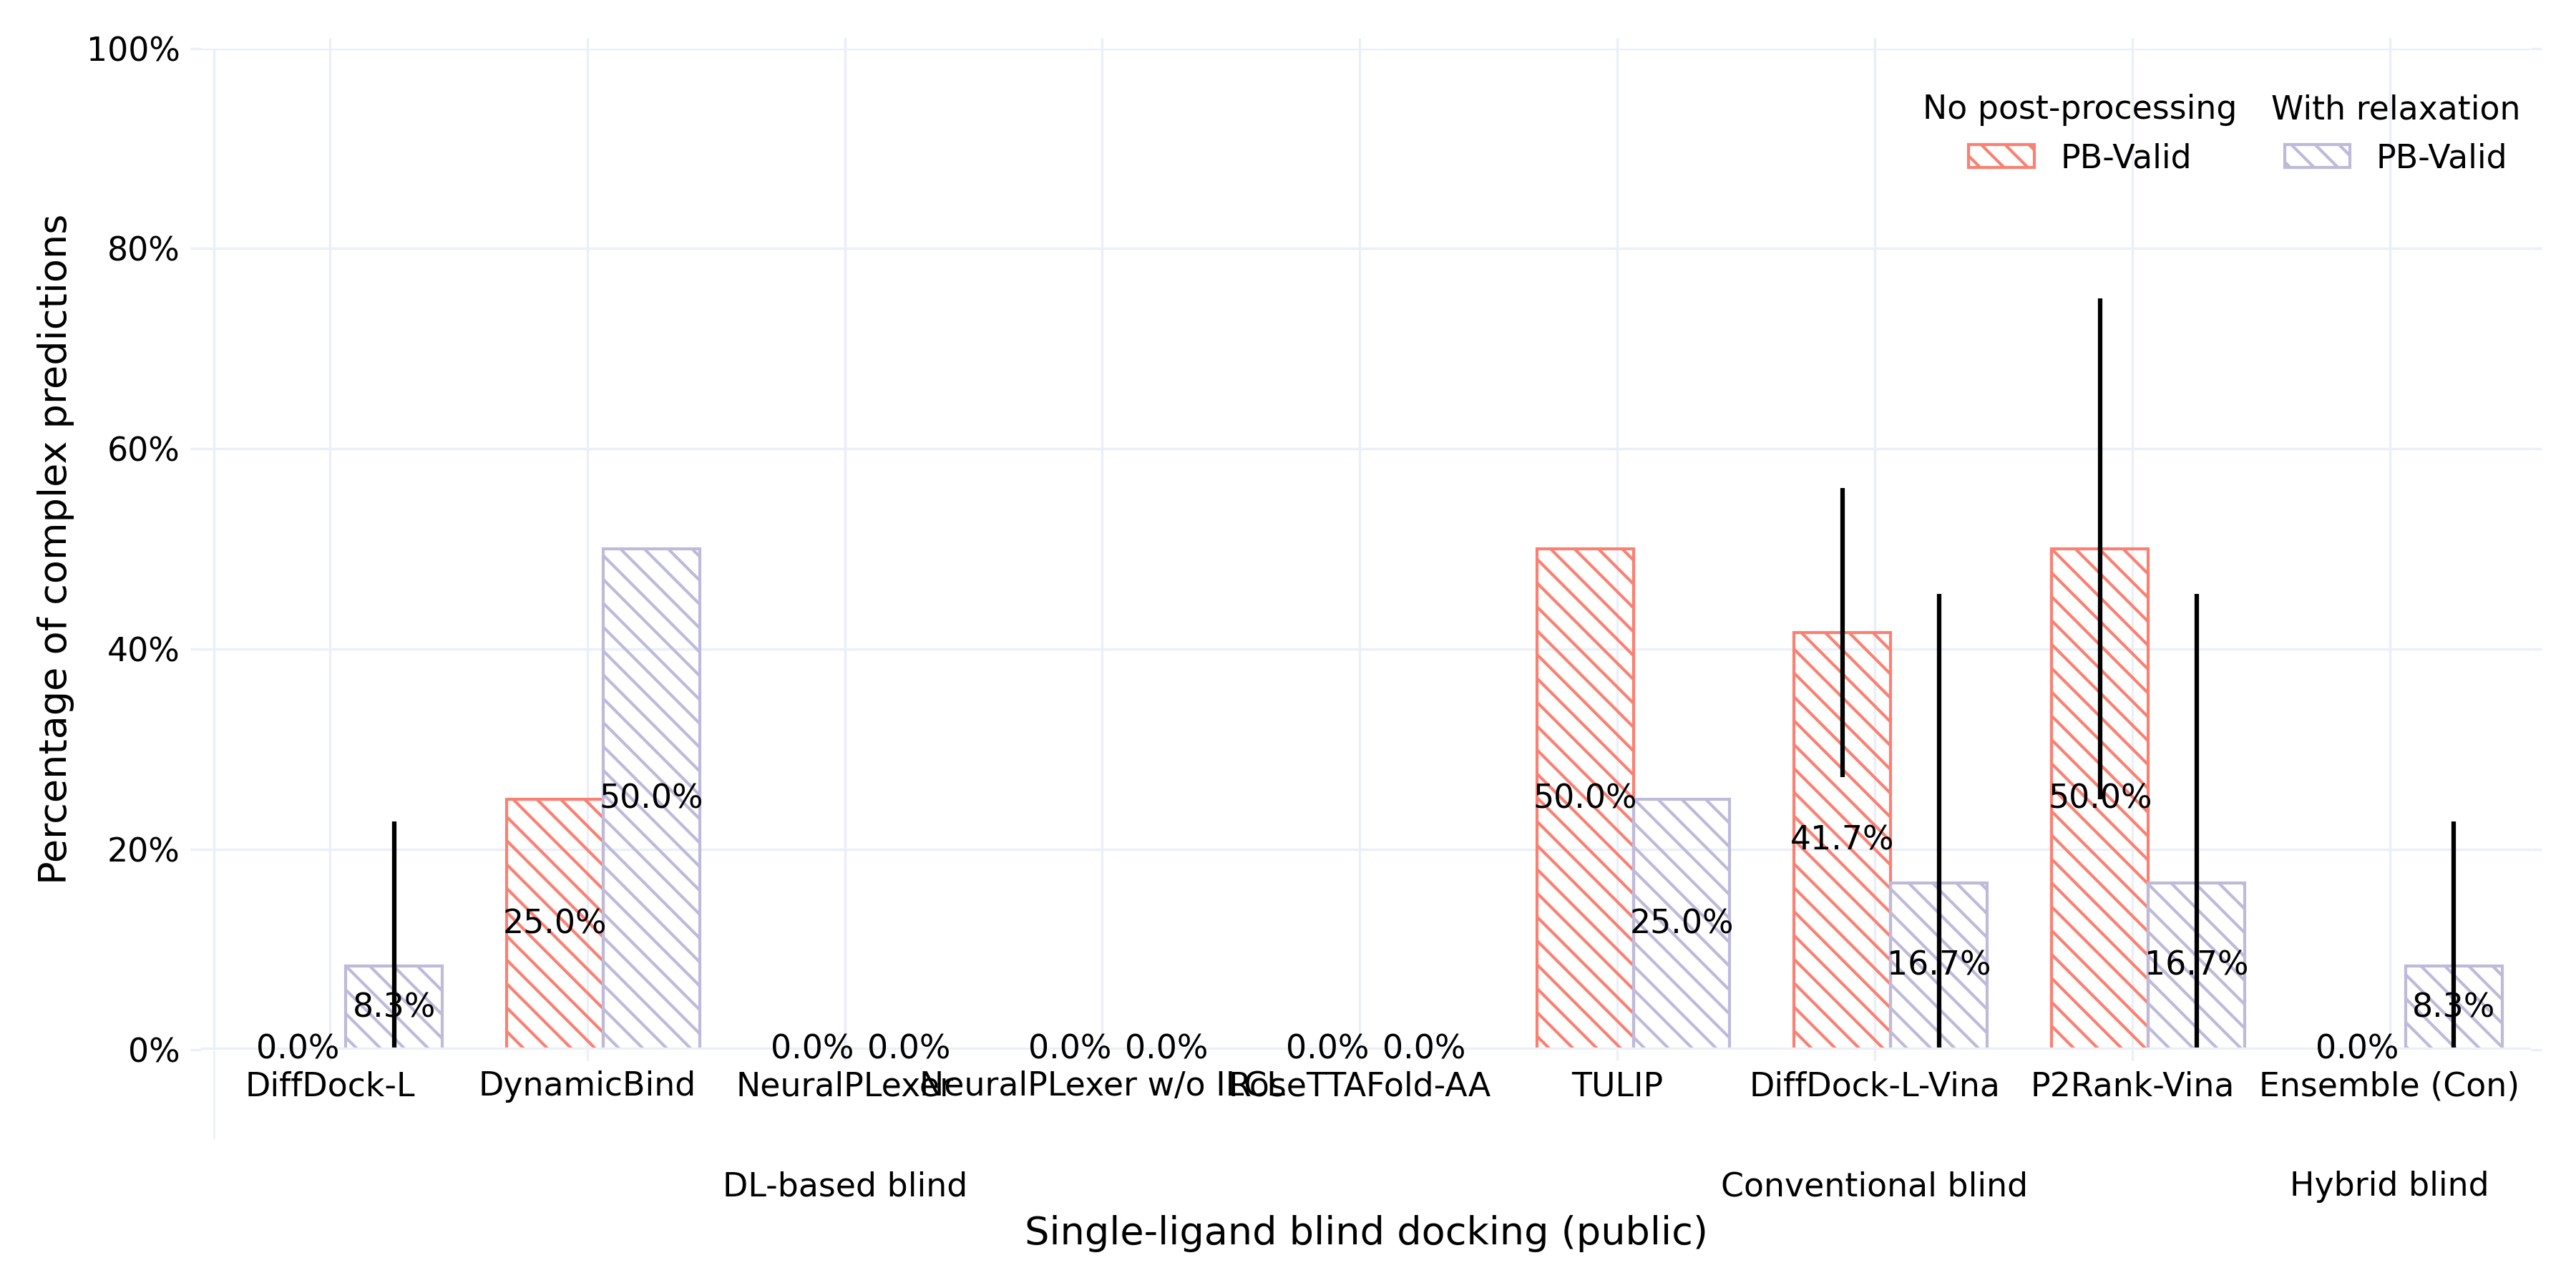 Percentage of complex predictions
100%
80%
60%
40%
20%
0%
No post-processing
PB-Valid
With relaxation
PB-Valid
0.0%
8.3%
25.0%
50.0%
0.0%
0.0%
0.0%
0.0%
0.0%
0.0%
50.0%
25.0%
41.7%
16.7%
50.0%
16.7%
0.0%
8.3%
DiffDock-L
DynamicBind
NeuralPLexer
NeuralPLexer w/o ILCL
RoseTTAFold-AA
TULIP
DiffDock-L-Vina
P2Rank-Vina
Ensemble (Con)
DL-based blind
Conventional blind
Hybrid blind
Single-ligand blind docking (public)